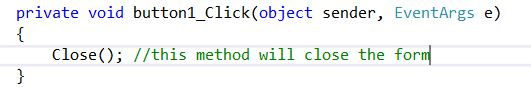 private void button1_Click(object sender, EventArgs e)
{
Close(); //this method will close the form
}